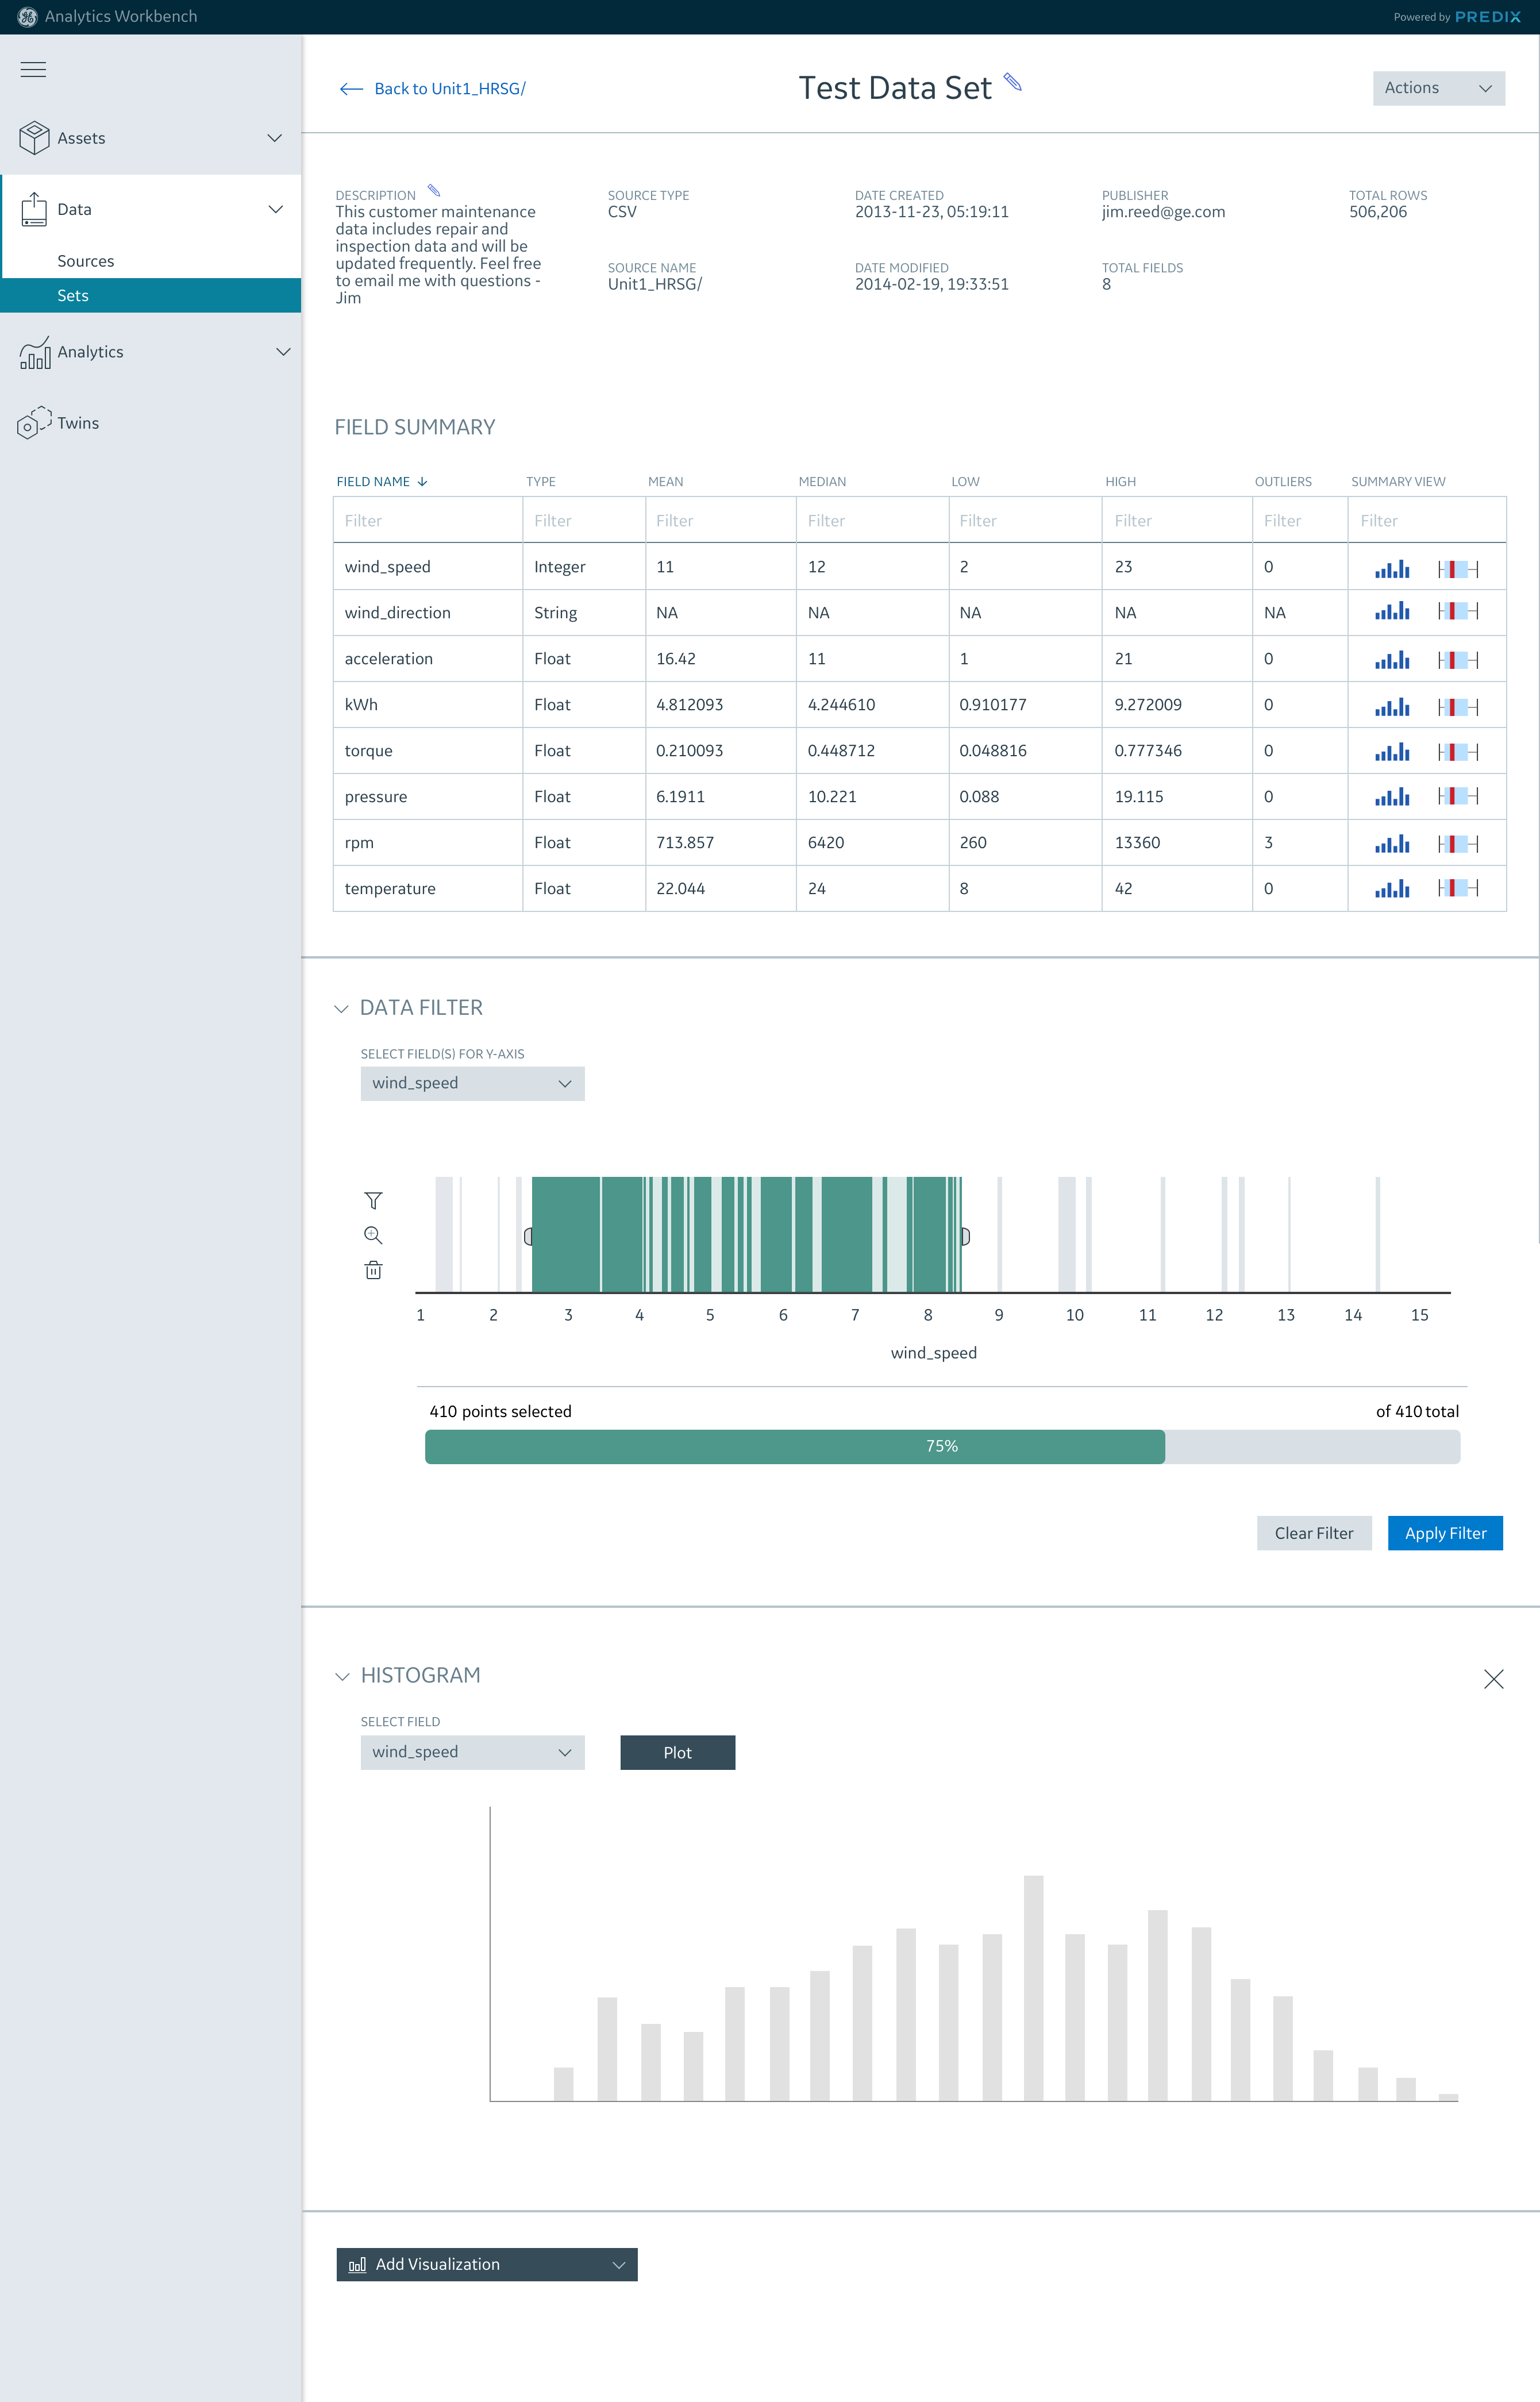 Analytics Workbench
Powered by PREDIX
Assets
Data
Sources
Sets
Analytics
Twins
Back to Unit1_HRSG/
Test Data Set
Actions
DESCRIPTION
This customer maintenance
data includes repair and
inspection data and will be
updated frequently. Feel free
to email me with questions -
Jim
SOURCE TYPE
CSV
SOURCE NAME
Unit1_HRSG/
DATE CREATED
2013-11-23, 05:19:11
DATE MODIFIED
2014-02-19, 19:33:51
PUBLISHER
jim.reed@ge.com
TOTAL FIELDS
8
TOTAL ROWS
506,206
FIELD SUMMARY
FIELD NAME TYPE MEAN MEDIAN LOW HIGH OUTLIERS SUMMARY VIEW
Filter Filter Filter Filter Filter Filter Filter Filter
wind_speed Integer 11 12 2 23 0
wind_direction String NA NA NA NA NA
acceleration Float 16.42 11 1 21 0
kWh Float 4.812093 4.244610 0.910177 9.272009 0
torque Float 0.210093 0.448712 0.048816 0.777346 0
pressure Float 6.1911 10.221 0.088 19.115 0
rpm Float 713.857 6420 260 13360 3
temperature Float 22.044 24 8 42 0
DATA FILTER
SELECT FIELD(S) FOR Y-AXIS
wind_speed
1 2 3 4 5 6 7 8 9 10 11 12 13 14 15
wind_speed
410 points selected of 410 total
75%
Clear Filter Apply Filter
HISTOGRAM
SELECT FIELD
wind_speed Plot
Add Visualization